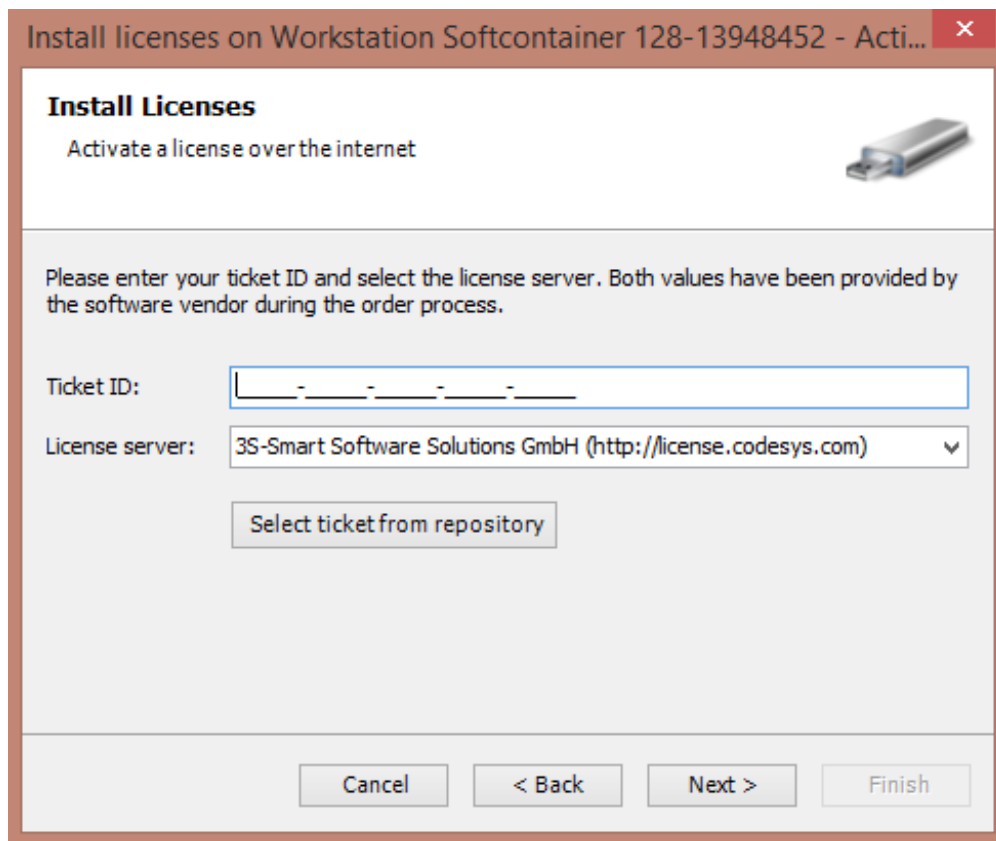 Install licenses on Workstation Softcontainer 128-13948452 - Acti...
Install Licenses
Activate a license over the internet
Please enter your ticket ID and select the license server. Both values have been provided by
the software vendor during the order process.
Ticket ID: _____-_____-_____-_____-_____
License server: 3S-Smart Software Solutions GmbH (http://license.codesys.com)
Select ticket from repository
Cancel < Back Next > Finish